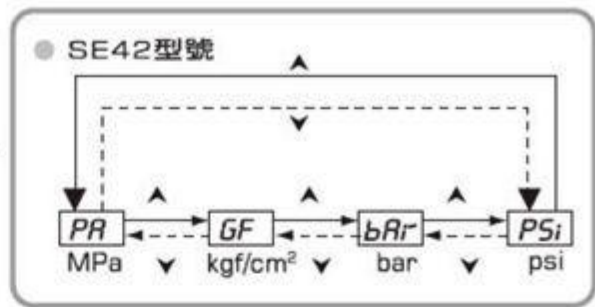 SE42型號
PA GF bAr PSi
MPa kgf/cm² bar psi